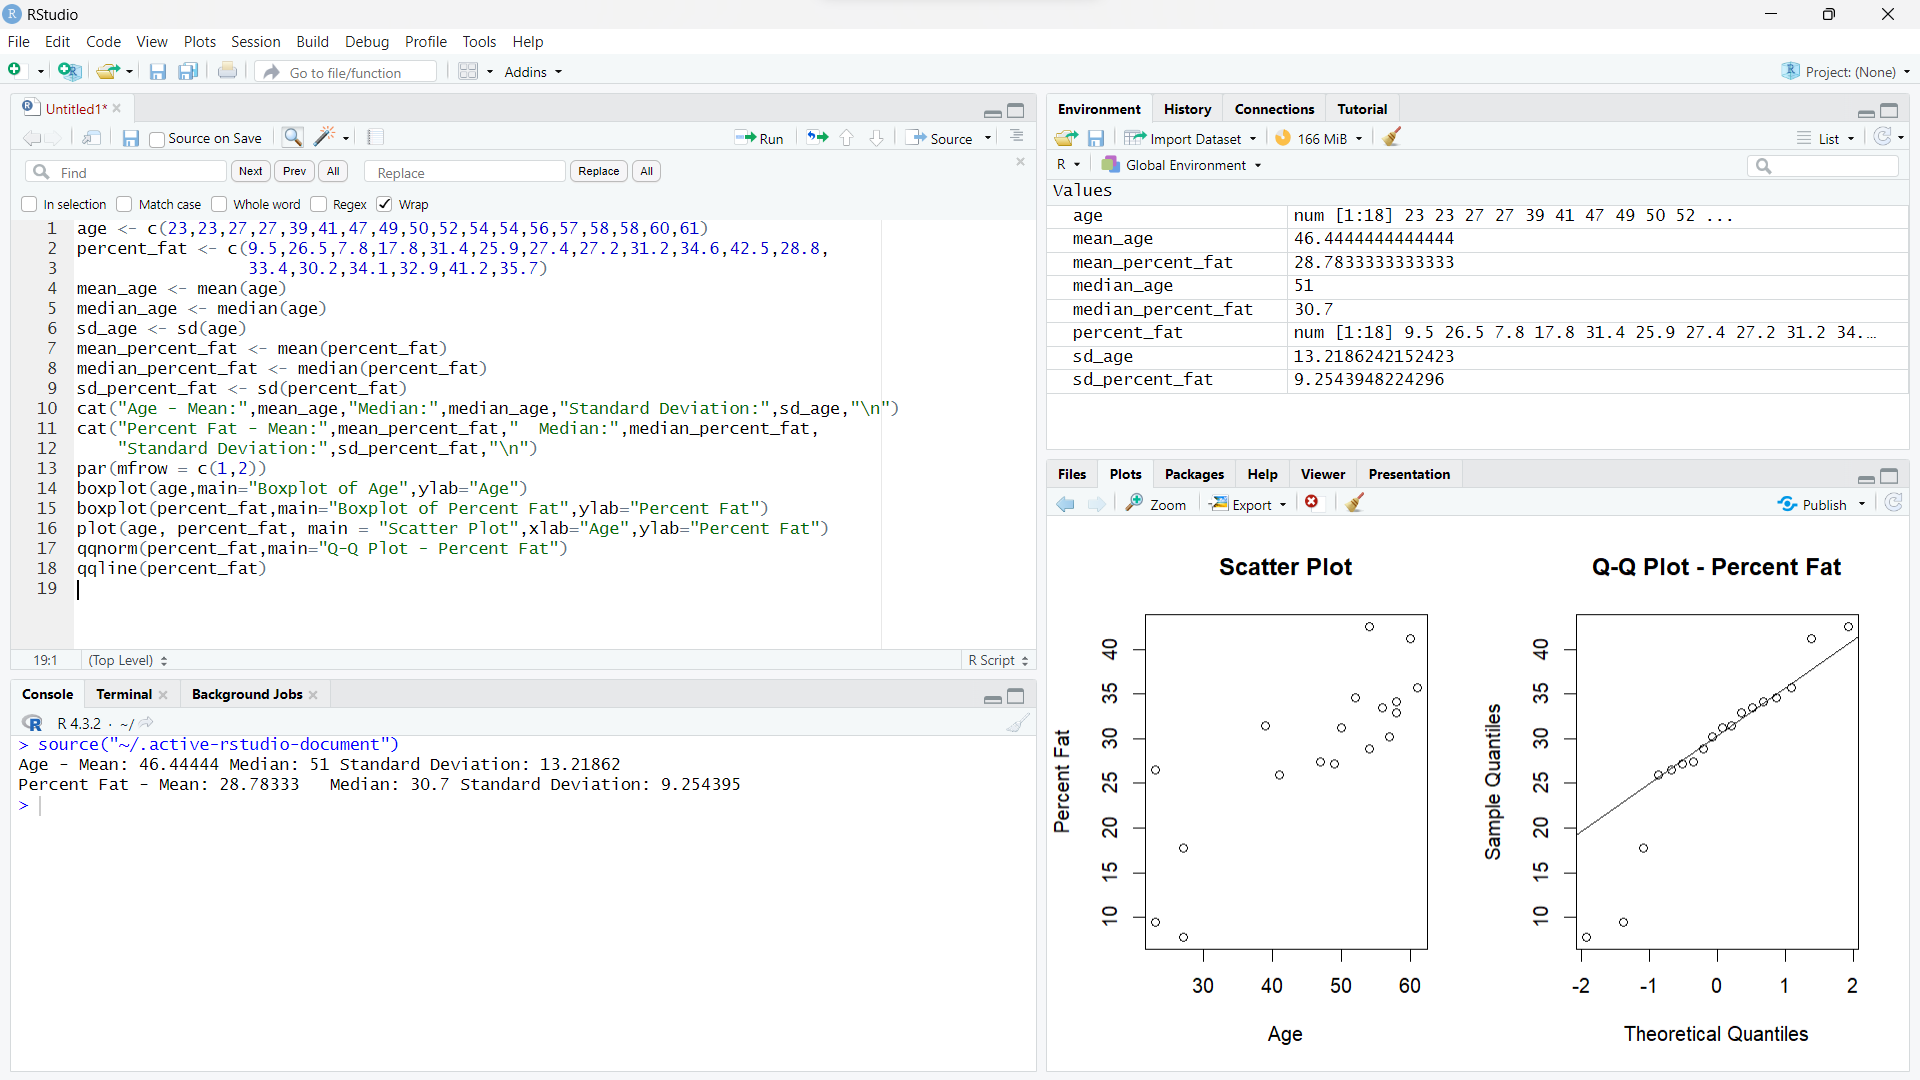 RStudio
File Edit Code View Plots Session Build Debug Profile Tools Help
Go to file/function Addins Project: (None)
Untitled1*
Source on Save Run Source
Find Next Prev All Replace Replace All
In selection Match case Whole word Regex Wrap
1 age <- c(23,23,27,27,39,41,47,49,50,52,54,54,56,57,58,58,60,61)
2 percent_fat <- c(9.5,26.5,7.8,17.8,31.4,25.9,27.4,27.2,31.2,34.6,42.5,28.8,
3 33.4,30.2,34.1,32.9,41.2,35.7)
4 mean_age <- mean(age)
5 median_age <- median(age)
6 sd_age <- sd(age)
7 mean_percent_fat <- mean(percent_fat)
8 median_percent_fat <- median(percent_fat)
9 sd_percent_fat <- sd(percent_fat)
10 cat("Age - Mean:",mean_age,"Median:",median_age,"Standard Deviation:",sd_age,"\n")
11 cat("Percent Fat - Mean:",mean_percent_fat,"  Median:",median_percent_fat,
12 "Standard Deviation:",sd_percent_fat,"\n")
13 par(mfrow = c(1,2))
14 boxplot(age,main="Boxplot of Age",ylab="Age")
15 boxplot(percent_fat,main="Boxplot of Percent Fat",ylab="Percent Fat")
16 plot(age, percent_fat, main = "Scatter Plot",xlab="Age",ylab="Percent Fat")
17 qqnorm(percent_fat,main="Q-Q Plot - Percent Fat")
18 qqline(percent_fat)
19
19:1 (Top Level) R Script
Console Terminal Background Jobs
R R 4.3.2 · ~/
> source("~/.active-rstudio-document")
Age - Mean: 46.44444 Median: 51 Standard Deviation: 13.21862
Percent Fat - Mean: 28.78333   Median: 30.7 Standard Deviation: 9.254395
>
Environment History Connections Tutorial
Import Dataset 166 MiB List
R Global Environment
Values
age num [1:18] 23 23 27 27 39 41 47 49 50 52 ...
mean_age 46.4444444444444
mean_percent_fat 28.7833333333333
median_age 51
median_percent_fat 30.7
percent_fat num [1:18] 9.5 26.5 7.8 17.8 31.4 25.9 27.4 27.2 31.2 34.…
sd_age 13.2186242152423
sd_percent_fat 9.2543948224296
Files Plots Packages Help Viewer Presentation
Zoom Export Publish
Scatter Plot
Percent Fat
40
35
30
25
20
15
10
30 40 50 60
Age
Q-Q Plot - Percent Fat
Sample Quantiles
40
35
30
25
20
15
10
-2 -1 0 1 2
Theoretical Quantiles